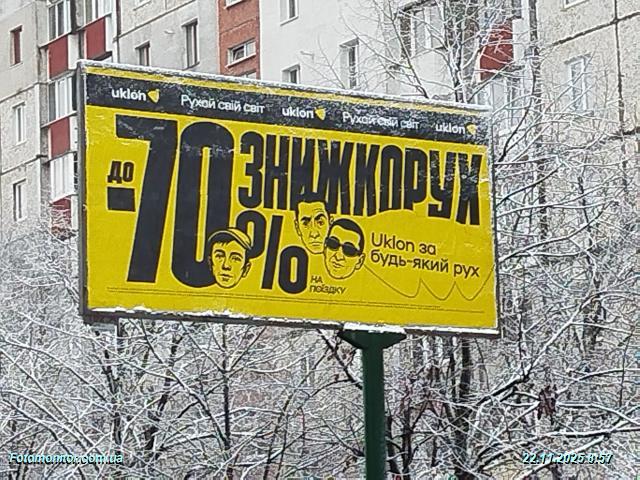 uklon Рухай свій світ uklon Рухай свій світ uklon
до
-70
%
ЗНИЖКОРУХ
на
поїздку
Uklon за
будь-який рух
Fotomonitor.com.ua
22.11.2025 8:57